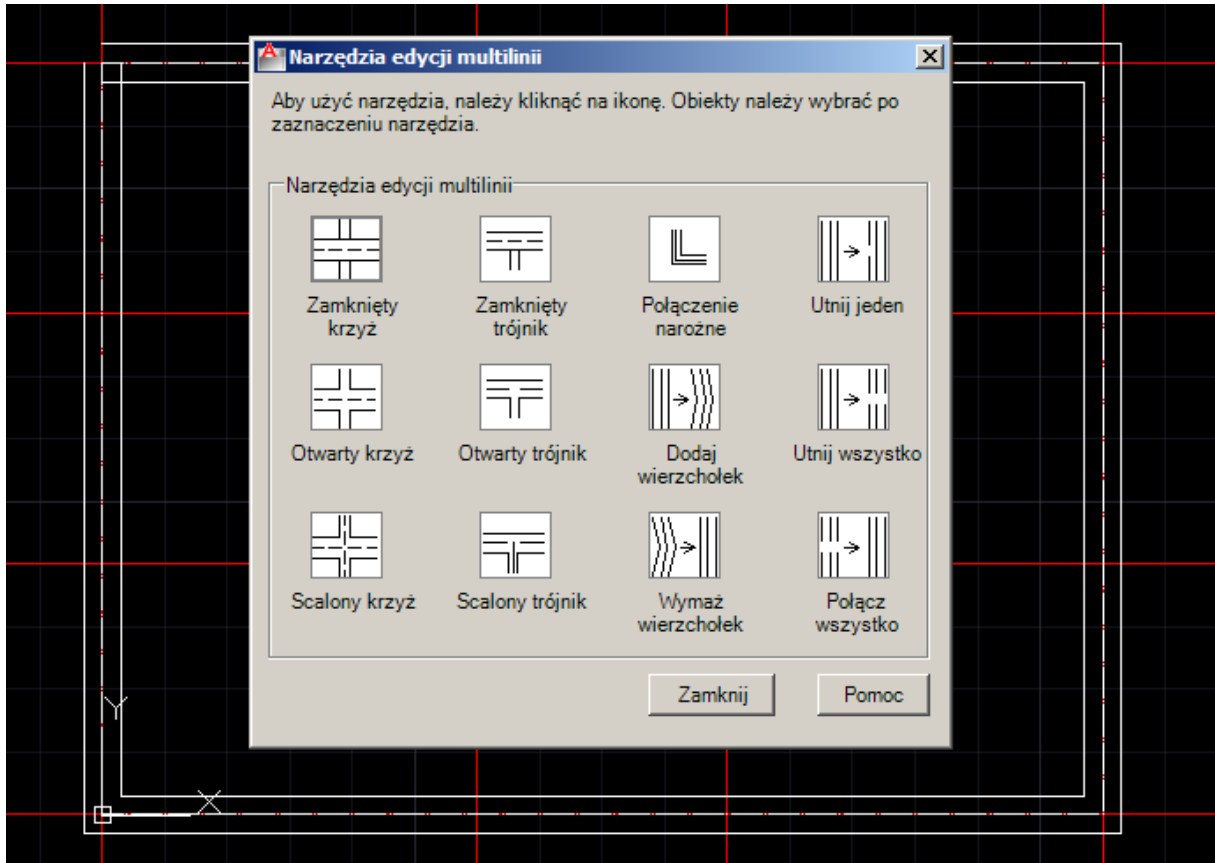 Narzędzia edycji multilinii
Aby użyć narzędzia, należy kliknąć na ikonę. Obiekty należy wybrać po
zaznaczeniu narzędzia.
Narzędzia edycji multilinii
Zamknięty
krzyż
Zamknięty
trójnik
Połączenie
narożne
Utnij jeden
Otwarty krzyż
Otwarty trójnik
Dodaj
wierzchołek
Utnij wszystko
Scalony krzyż
Scalony trójnik
Wymaż
wierzchołek
Połącz
wszystko
Zamknij
Pomoc
Y
X